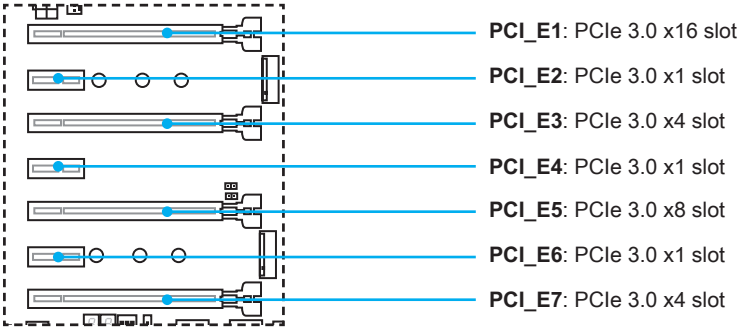 PCI_E1: PCIe 3.0 x16 slot
PCI_E2: PCIe 3.0 x1 slot
PCI_E3: PCIe 3.0 x4 slot
PCI_E4: PCIe 3.0 x1 slot
PCI_E5: PCIe 3.0 x8 slot
PCI_E6: PCIe 3.0 x1 slot
PCI_E7: PCIe 3.0 x4 slot